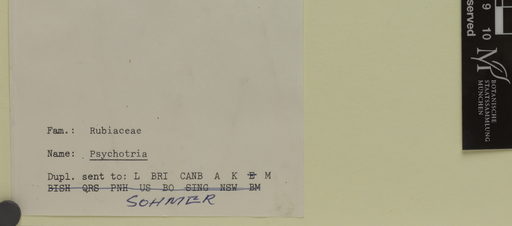 Fam.: Rubiaceae
Name: Psychotria
Dupl. sent to: L BRI CANB A K E M
BISH QRS PNH US BO SING NSW BM
SOHMER
served
9 10
BOTANISCHE
STAATSSAMMLUNG
MÜNCHEN